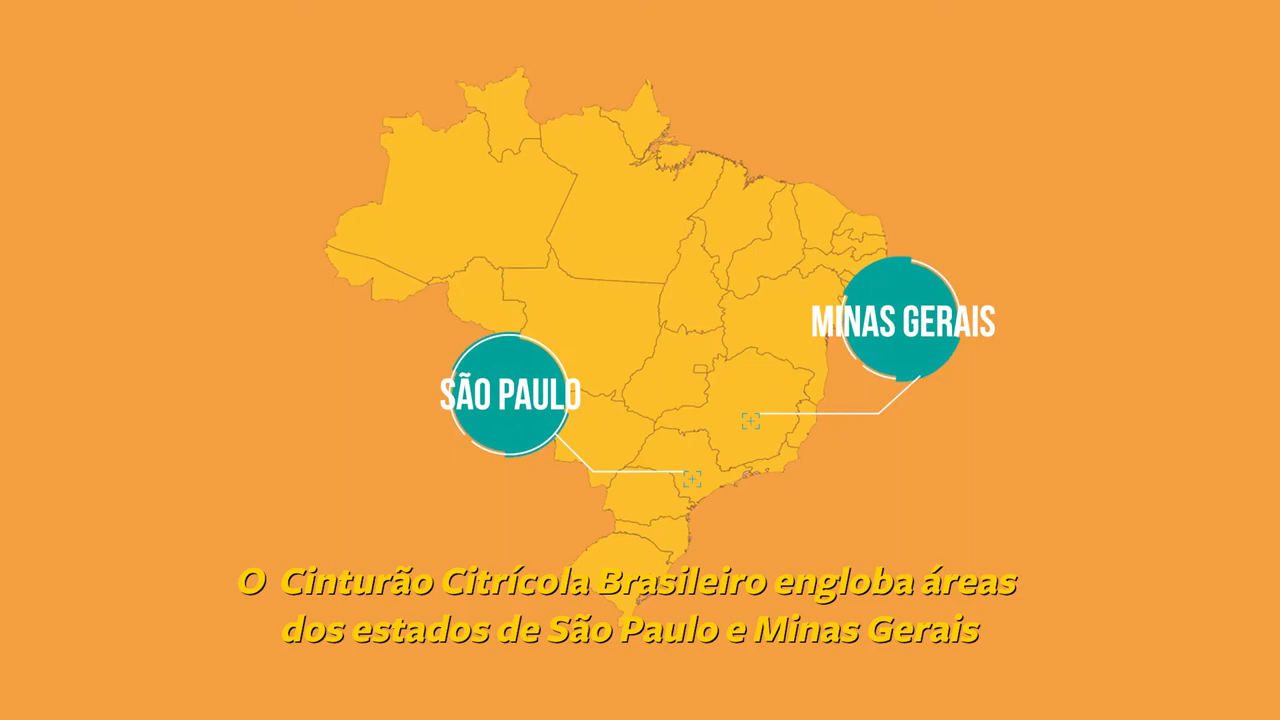 MINAS GERAIS
SÃO PAULO
O Cinturão Citrícola Brasileiro engloba áreas
dos estados de São Paulo e Minas Gerais